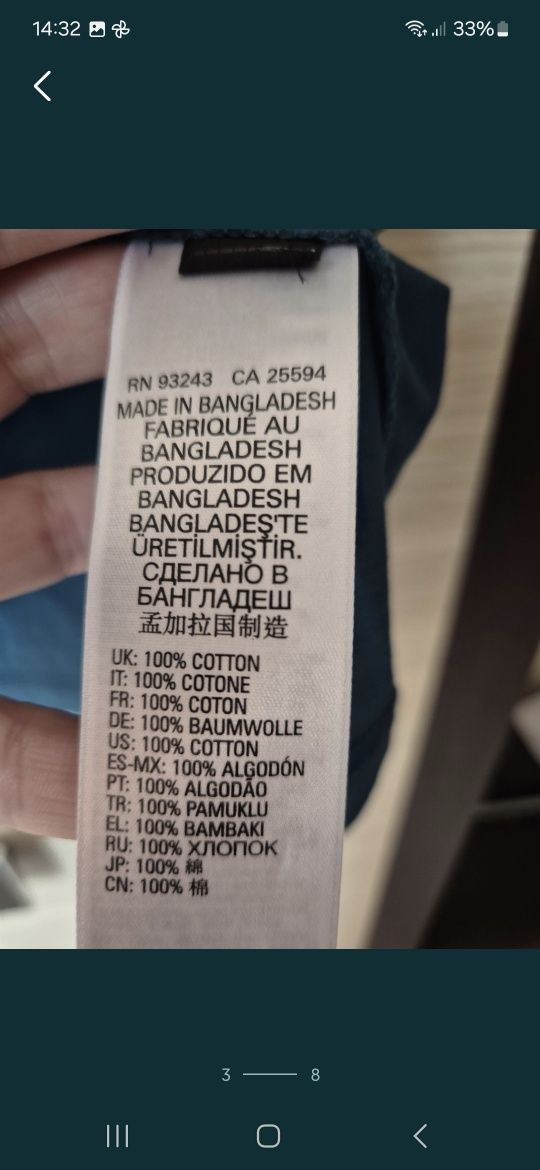 14:32
33%
RN 93243 CA 25594
MADE IN BANGLADESH
FABRIQUÉ AU
BANGLADESH
PRODUZIDO EM
BANGLADESH
BANGLADEŞ'TE
ÜRETİLMİŞTİR.
СДЕЛАНО В
БАНГЛАДЕШ
孟加拉国制造
UK: 100% COTTON
IT: 100% COTONE
FR: 100% COTON
DE: 100% BAUMWOLLE
US: 100% COTTON
ES-MX: 100% ALGODÓN
PT: 100% ALGODÃO
TR: 100% PAMUKLU
EL: 100% BAMBAKI
RU: 100% ХЛОПОК
JP: 100% 綿
CN: 100% 棉
3 8